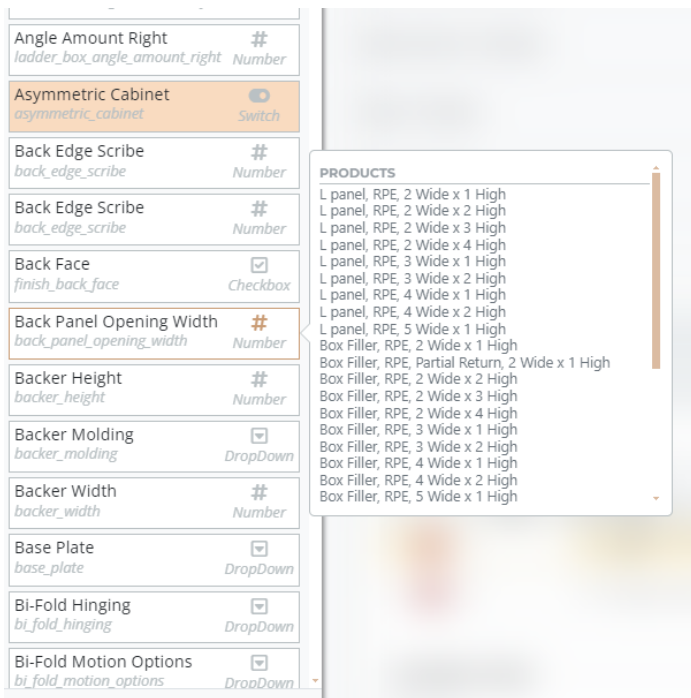 Angle Amount Right
ladder_box_angle_amount_right Number
Asymmetric Cabinet
asymmetric_cabinet Switch
Back Edge Scribe
back_edge_scribe Number
Back Edge Scribe
back_edge_scribe Number
Back Face
finish_back_face Checkbox
Back Panel Opening Width
back_panel_opening_width Number
Backer Height
backer_height Number
Backer Molding
backer_molding DropDown
Backer Width
backer_width Number
Base Plate
base_plate DropDown
Bi-Fold Hinging
bi_fold_hinging DropDown
Bi-Fold Motion Options
bi_fold_motion_options DropDown
PRODUCTS
L panel, RPE, 2 Wide x 1 High
L panel, RPE, 2 Wide x 2 High
L panel, RPE, 2 Wide x 3 High
L panel, RPE, 2 Wide x 4 High
L panel, RPE, 3 Wide x 1 High
L panel, RPE, 3 Wide x 2 High
L panel, RPE, 4 Wide x 1 High
L panel, RPE, 4 Wide x 2 High
L panel, RPE, 5 Wide x 1 High
Box Filler, RPE, 2 Wide x 1 High
Box Filler, RPE, Partial Return, 2 Wide x 1 High
Box Filler, RPE, 2 Wide x 2 High
Box Filler, RPE, 2 Wide x 3 High
Box Filler, RPE, 2 Wide x 4 High
Box Filler, RPE, 3 Wide x 1 High
Box Filler, RPE, 3 Wide x 2 High
Box Filler, RPE, 4 Wide x 1 High
Box Filler, RPE, 4 Wide x 2 High
Box Filler, RPE, 5 Wide x 1 High